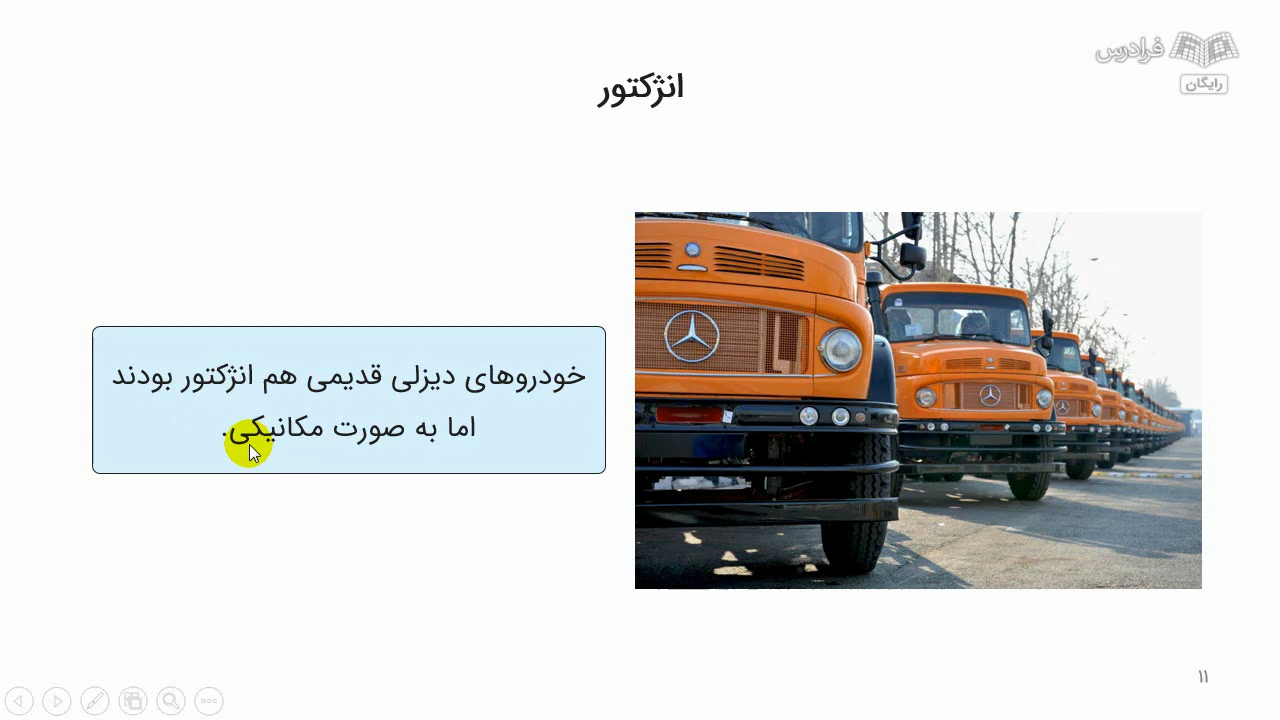 فرادرس
رایگان
انژکتور
خودروهای دیزلی قدیمی هم انژکتور بودند
اما به صورت مکانیکی.
۱۱